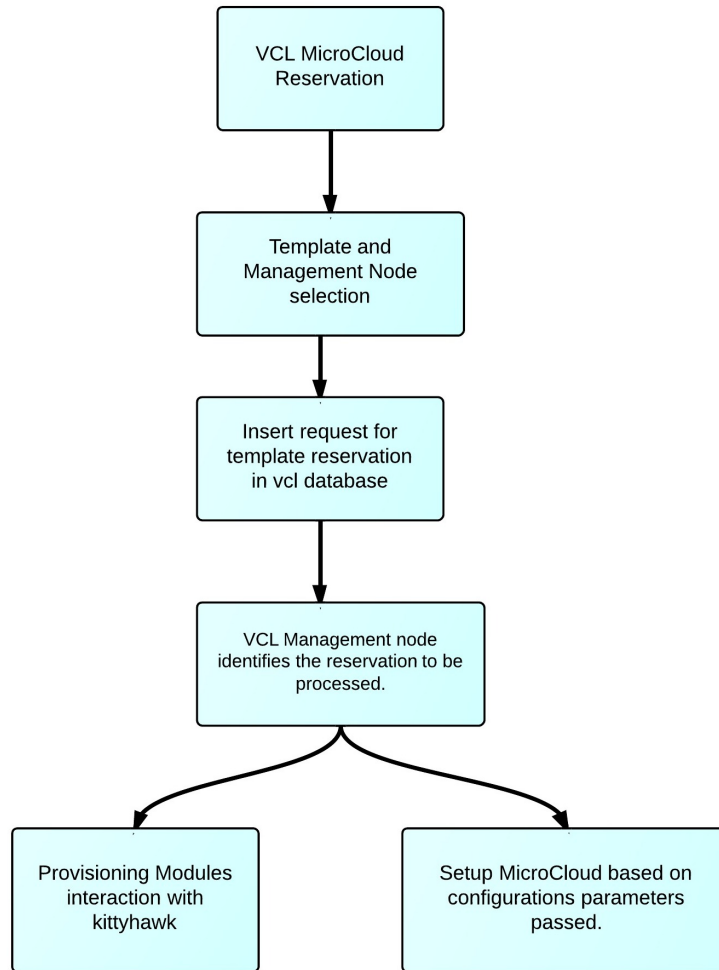 VCL MicroCloud
Reservation
Template and
Management Node
selection
Insert request for
template reservation
in vcl database
VCL Management node
identifies the reservation to be
processed.
Provisioning Modules
interaction with
kittyhawk
Setup MicroCloud based on
configurations parameters
passed.